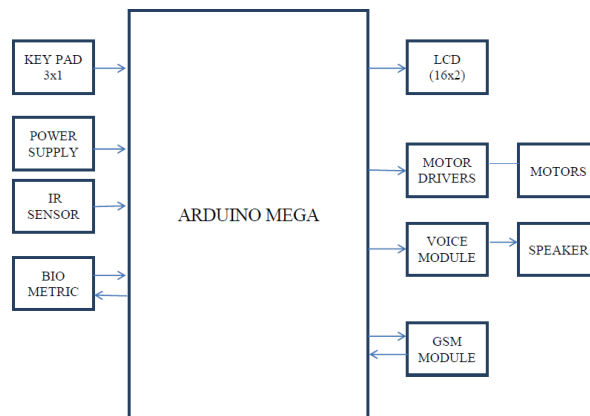 KEY PAD
3x1
POWER
SUPPLY
IR
SENSOR
BIO
METRIC
ARDUINO MEGA
LCD
(16x2)
MOTOR
DRIVERS
MOTORS
VOICE
MODULE
SPEAKER
GSM
MODULE